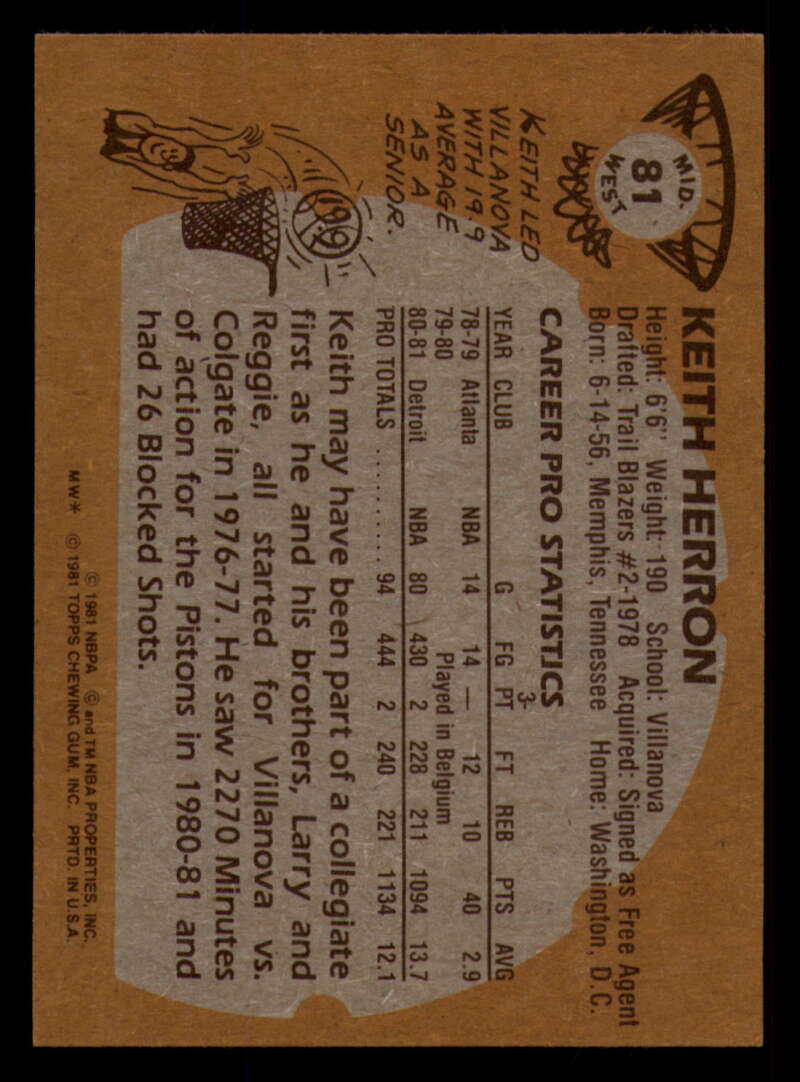 MID.
81
WEST
KEITH HERRON
Height: 6'6" Weight: 190 School: Villanova
Drafted: Trail Blazers #2-1978 Acquired: Signed as Free Agent
Born: 6-14-56, Memphis, Tennessee Home: Washington, D.C.
KEITH LED
VILLANOVA
WITH 19.9
AVERAGE
AS A
SENIOR.
19.9
CAREER PRO STATISTICS
3-
YEAR CLUB G FG PT FT REB PTS AVG
78-79 Atlanta NBA 14 14 — 12 10 40 2.9
79-80 Played in Belgium
80-81 Detroit NBA 80 430 2 228 211 1094 13.7
PRO TOTALS .......... 94 444 2 240 221 1134 12.1
Keith may have been part of a collegiate
first as he and his brothers, Larry and
Reggie, all started for Villanova vs.
Colgate in 1976-77. He saw 2270 Minutes
of action for the Pistons in 1980-81 and
had 26 Blocked Shots.
© 1981 NBPA © and TM NBA PROPERTIES, INC.
MW* © 1981 TOPPS CHEWING GUM, INC. PRTD. IN U.S.A.